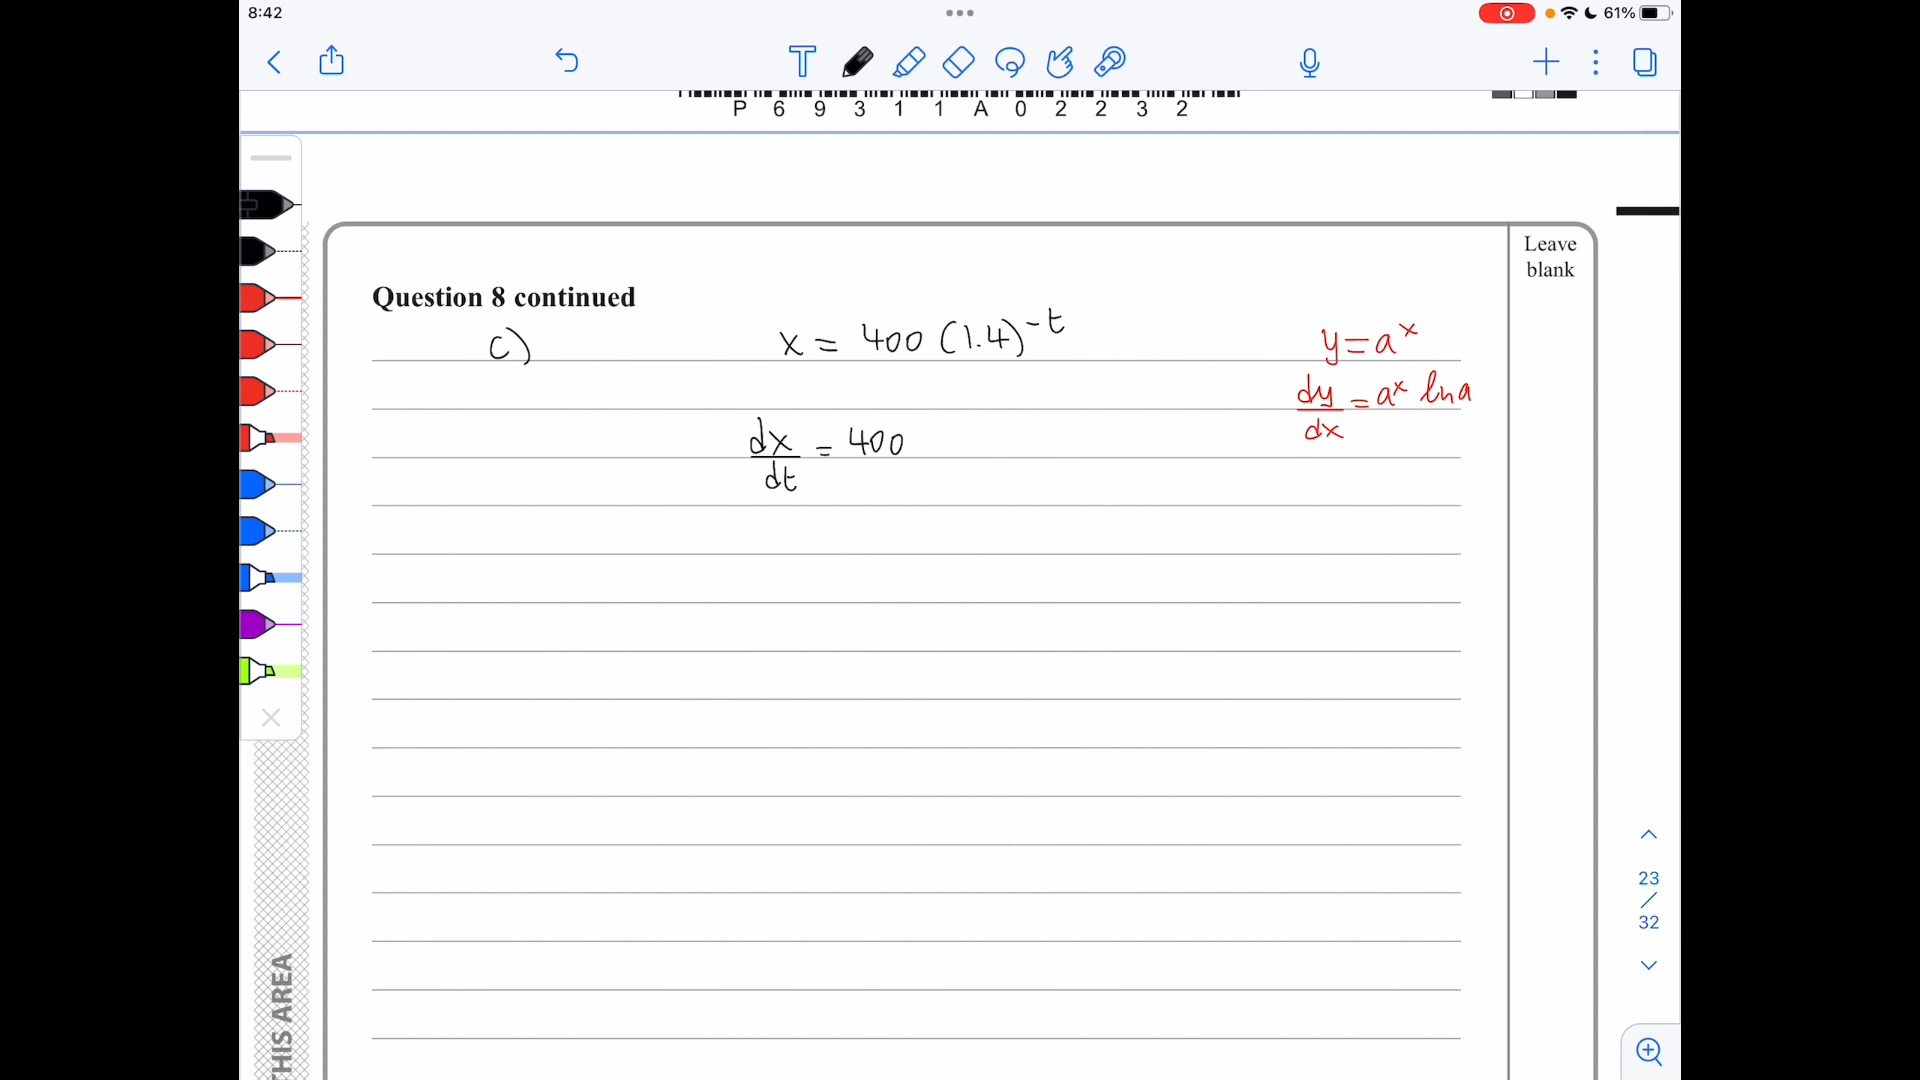 8:42
61%
P 6 9 3 1 1 A 0 2 2 3 2
Leave
blank
Question 8 continued
c)
x = 400 (1.4)^-t
y = a^x
dy/dx = a^x ln a
dx/dt = 400
23
/
32
THIS AREA